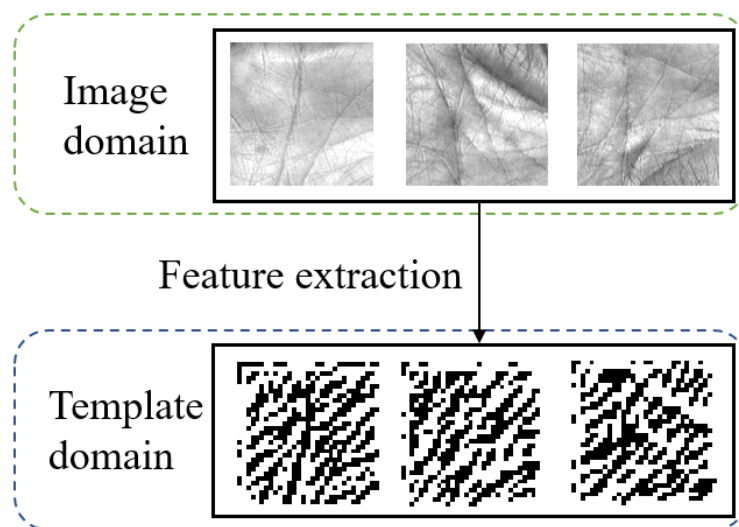 Image
domain
Feature extraction
Template
domain